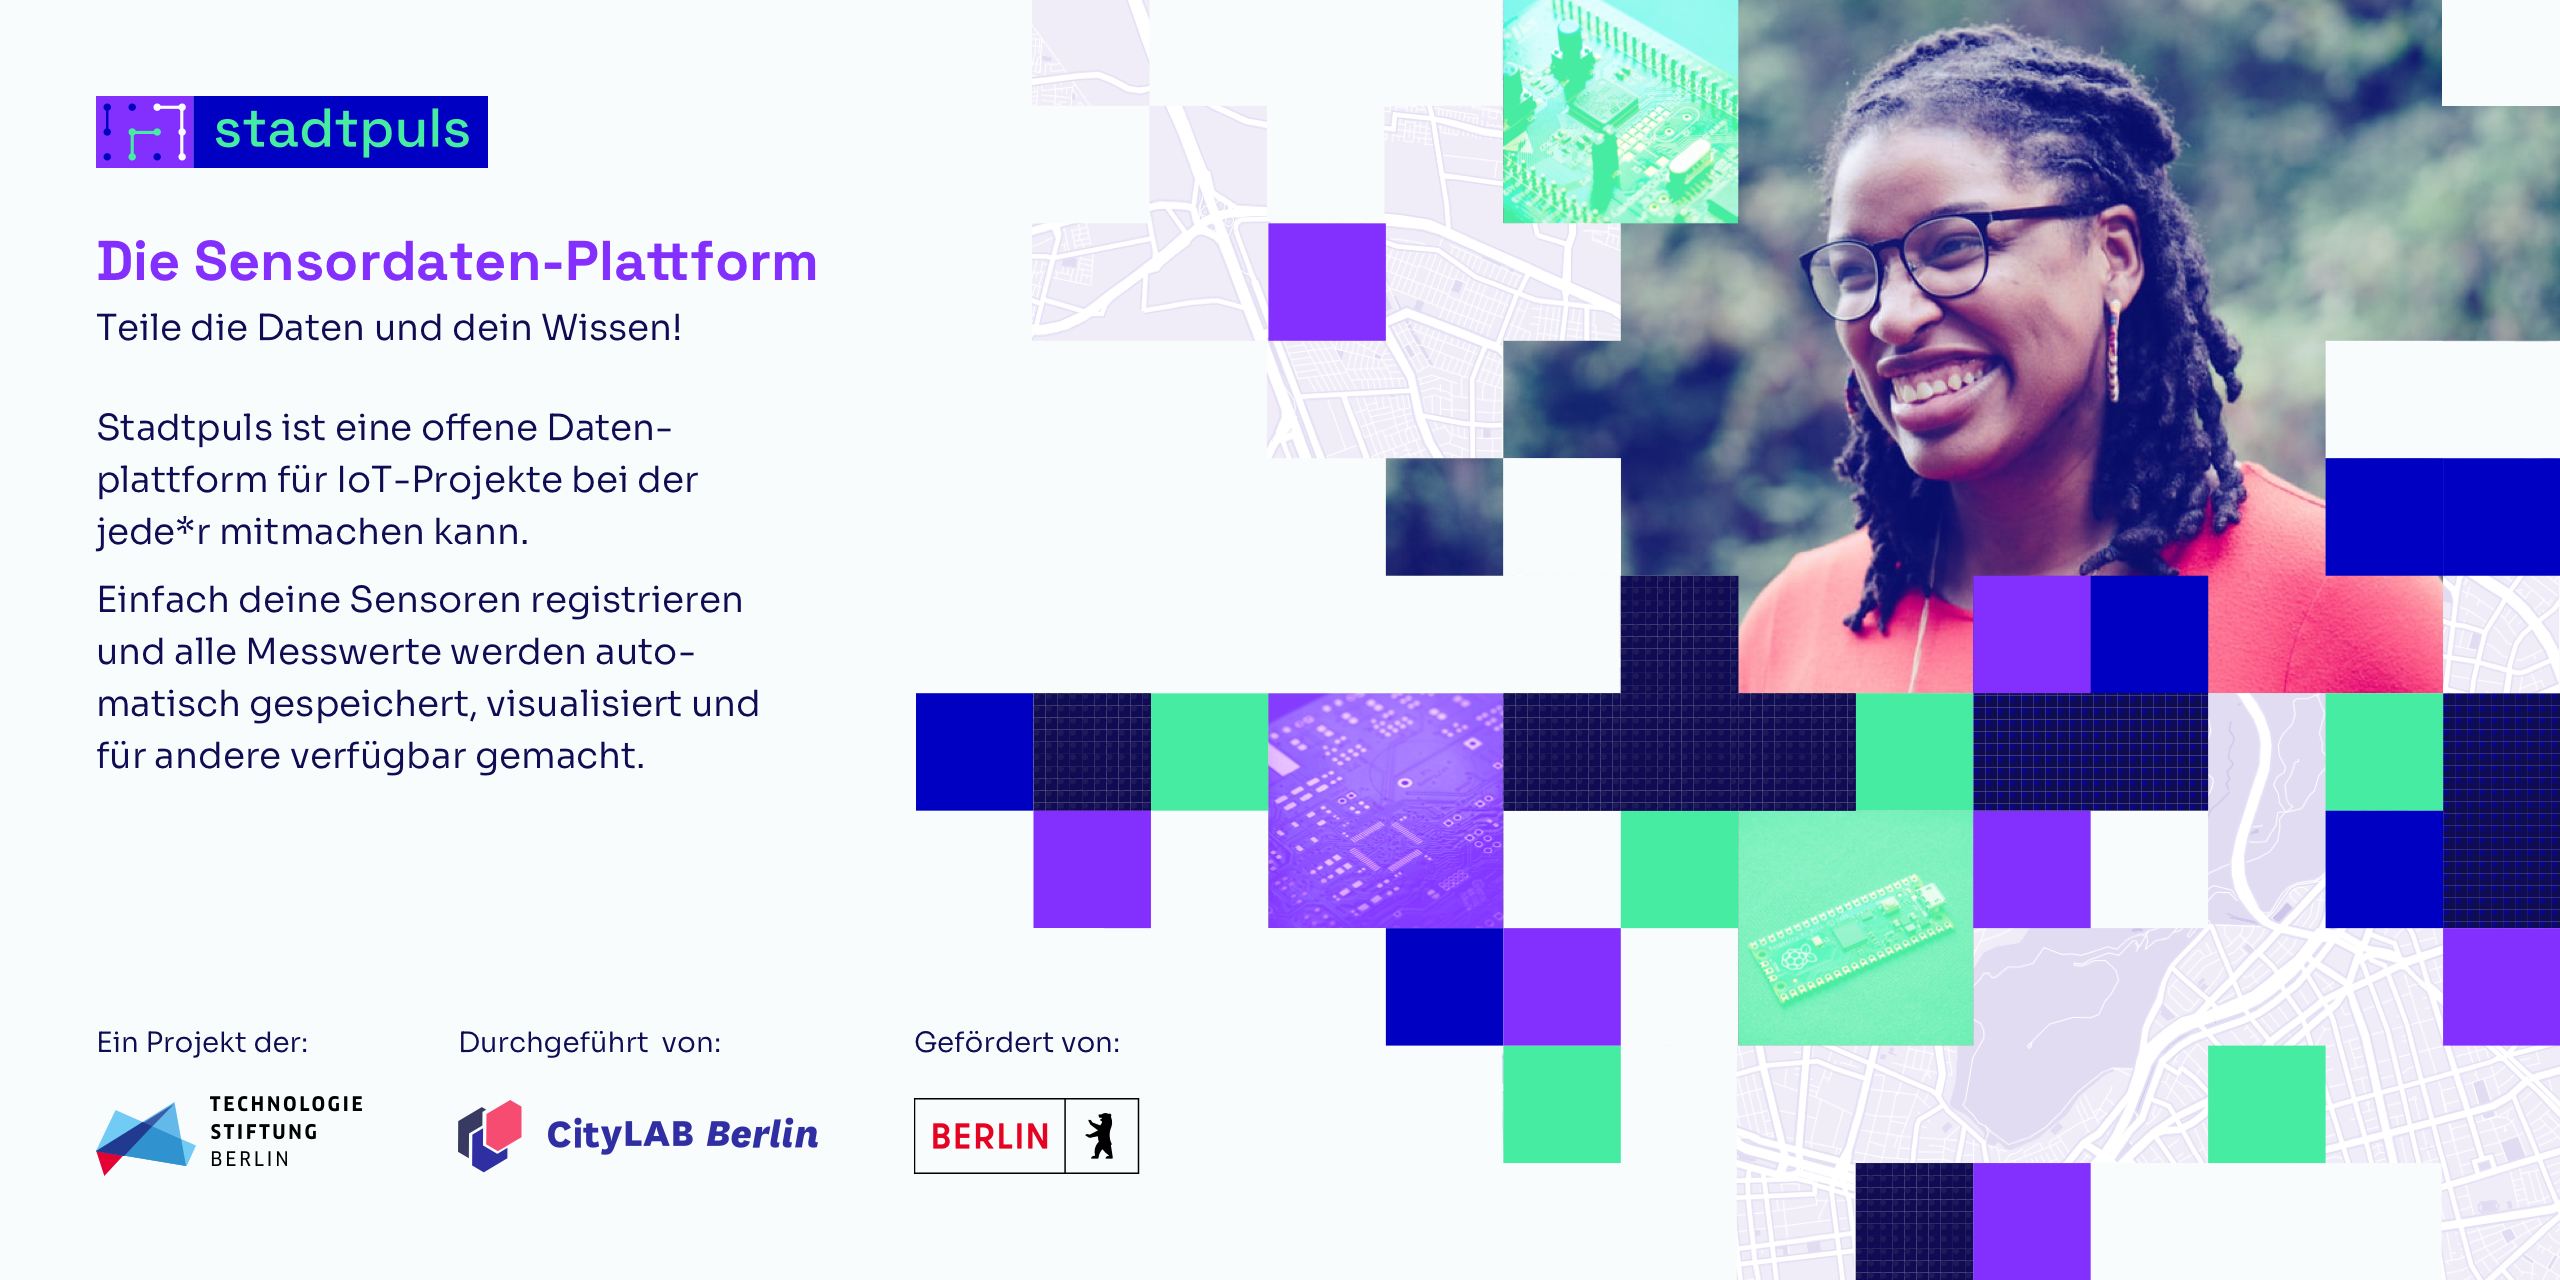 stadtpuls
Die Sensordaten-Plattform
Teile die Daten und dein Wissen!
Stadtpuls ist eine offene Daten-
plattform für IoT-Projekte bei der
jede*r mitmachen kann.
Einfach deine Sensoren registrieren
und alle Messwerte werden auto-
matisch gespeichert, visualisiert und
für andere verfügbar gemacht.
Ein Projekt der:
TECHNOLOGIE
STIFTUNG
BERLIN
Durchgeführt von:
CityLAB Berlin
Gefördert von:
BERLIN